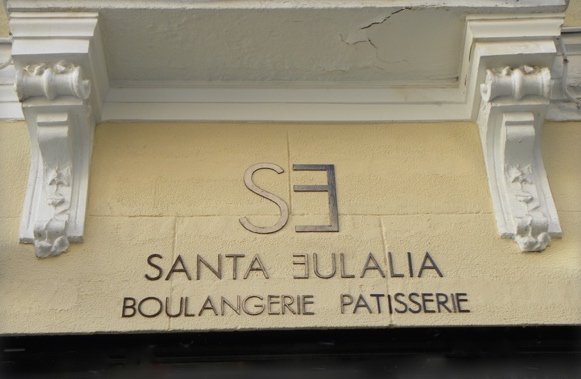 SƎ
SANTA ƎULALIA
BOULANGERIE PATISSERIE